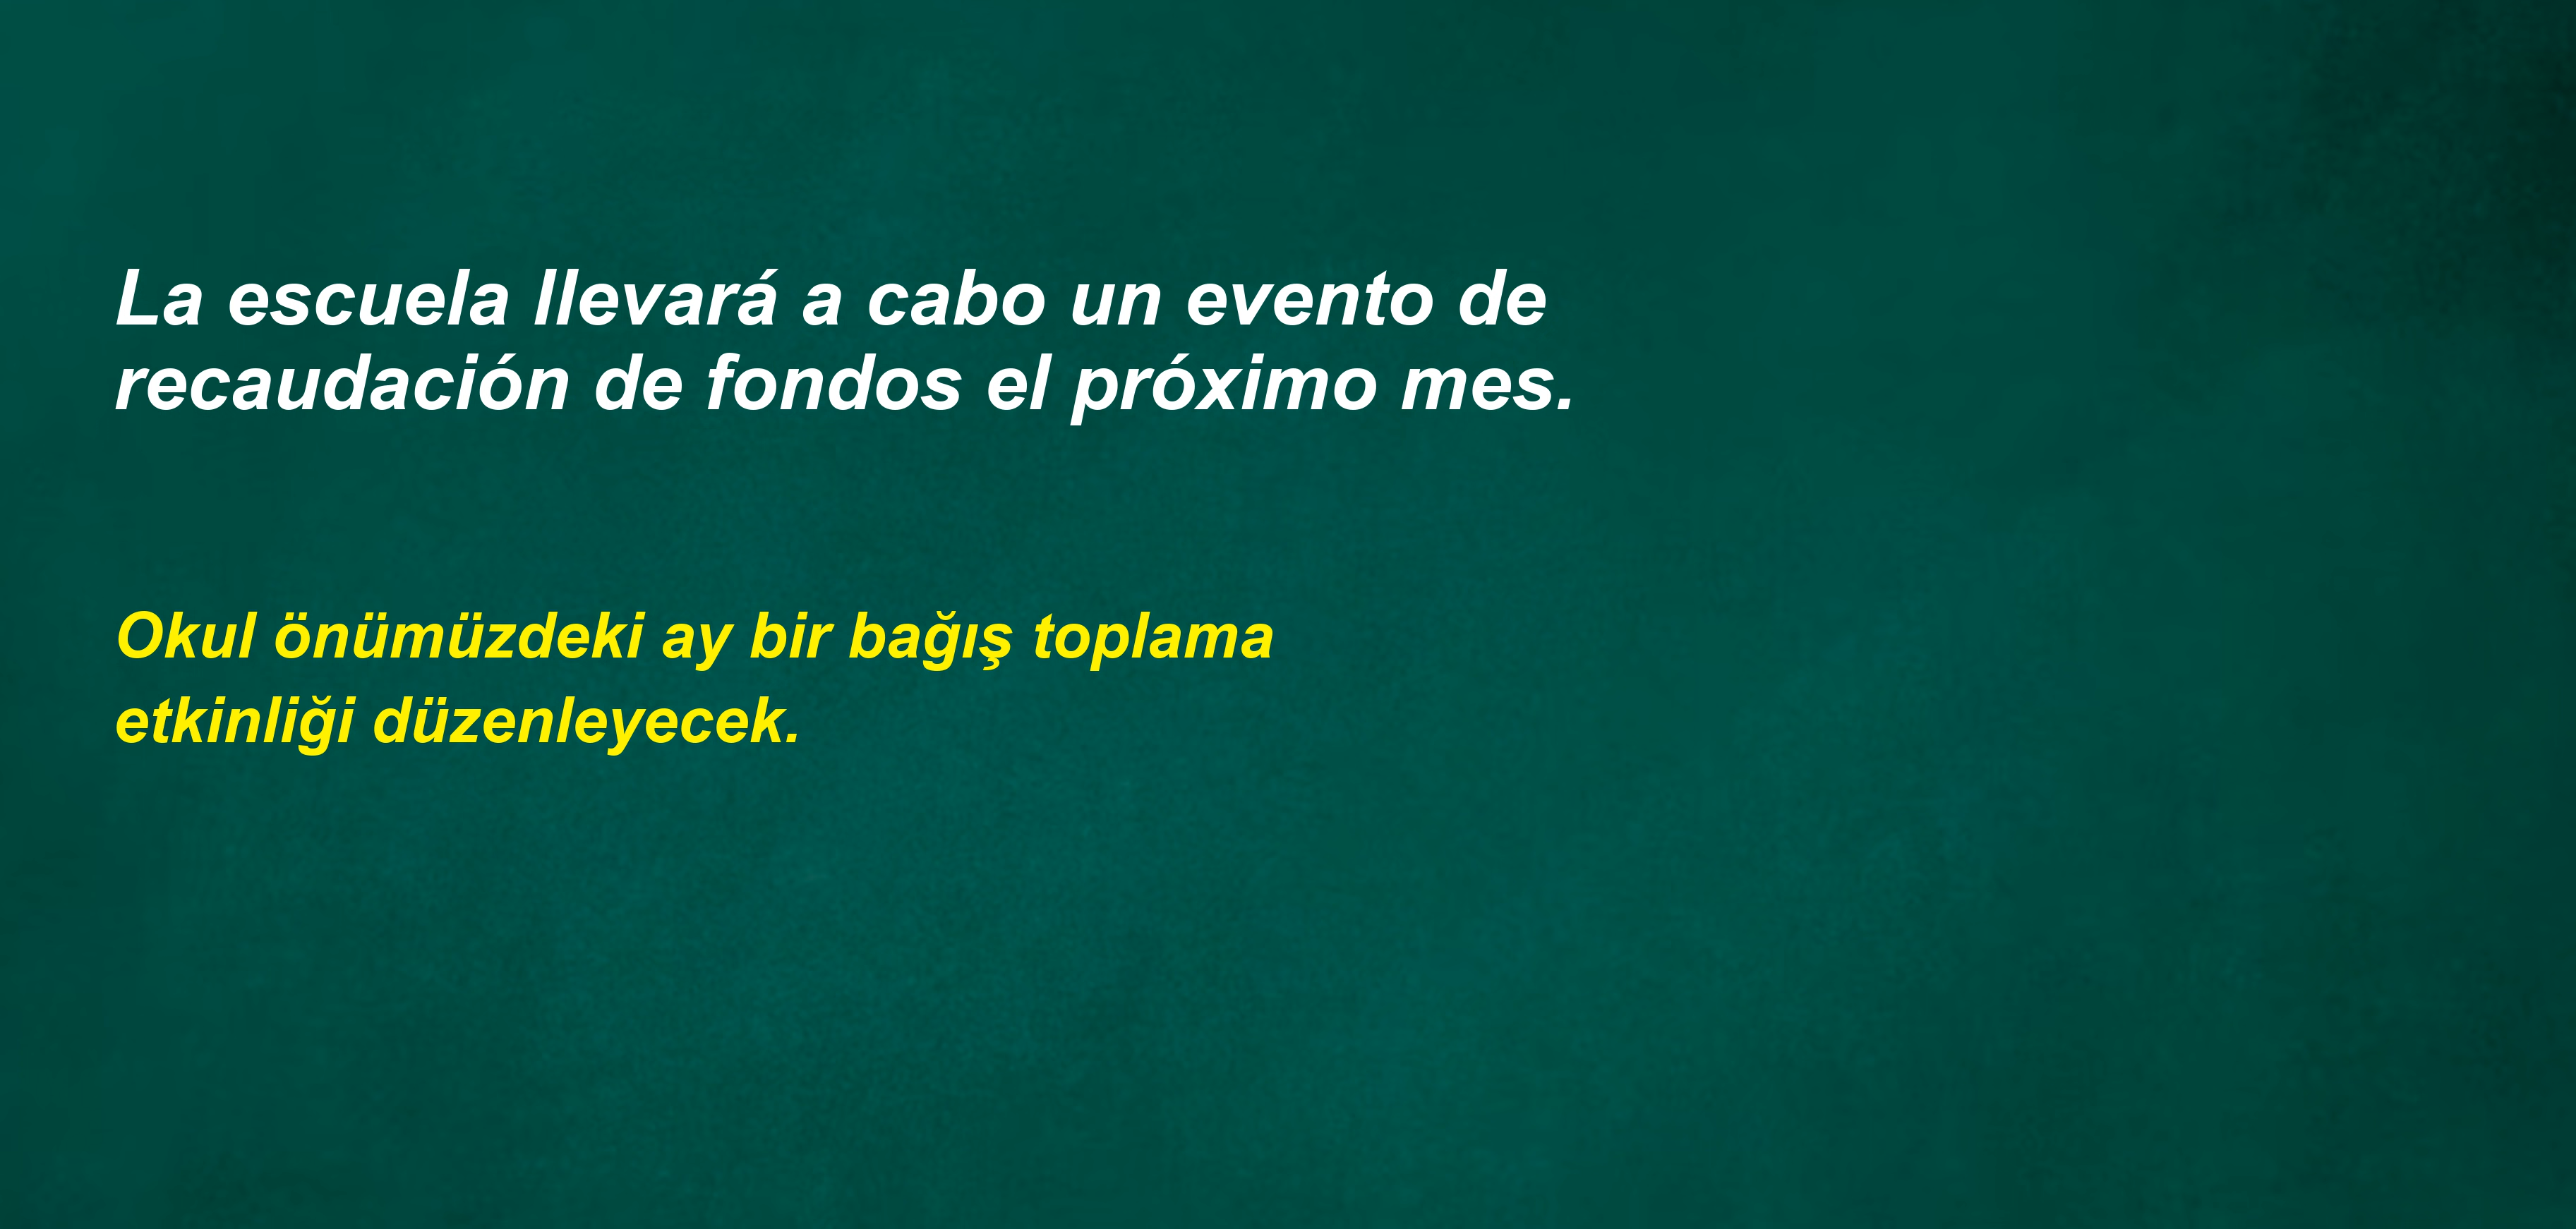 La escuela llevará a cabo un evento de
recaudación de fondos el próximo mes.
Okul önümüzdeki ay bir bağış toplama
etkinliği düzenleyecek.